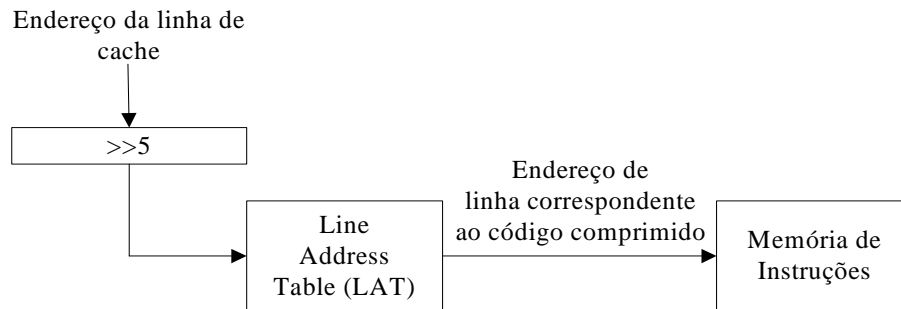 Endereço da linha de
cache
>>5
Line
Address
Table (LAT)
Endereço de
linha correspondente
ao código comprimido
Memória de
Instruções